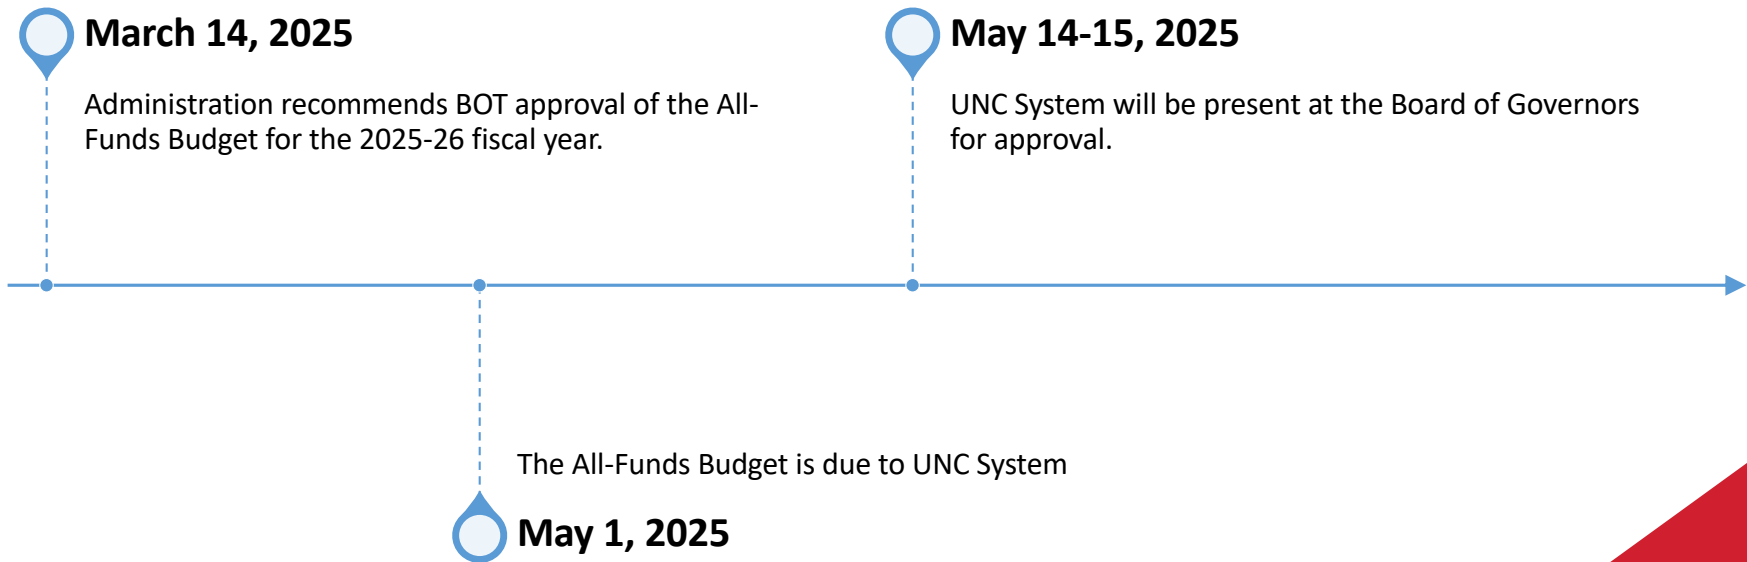 March 14, 2025
Administration recommends BOT approval of the All-
Funds Budget for the 2025-26 fiscal year.
May 14-15, 2025
UNC System will be present at the Board of Governors
for approval.
The All-Funds Budget is due to UNC System
May 1, 2025